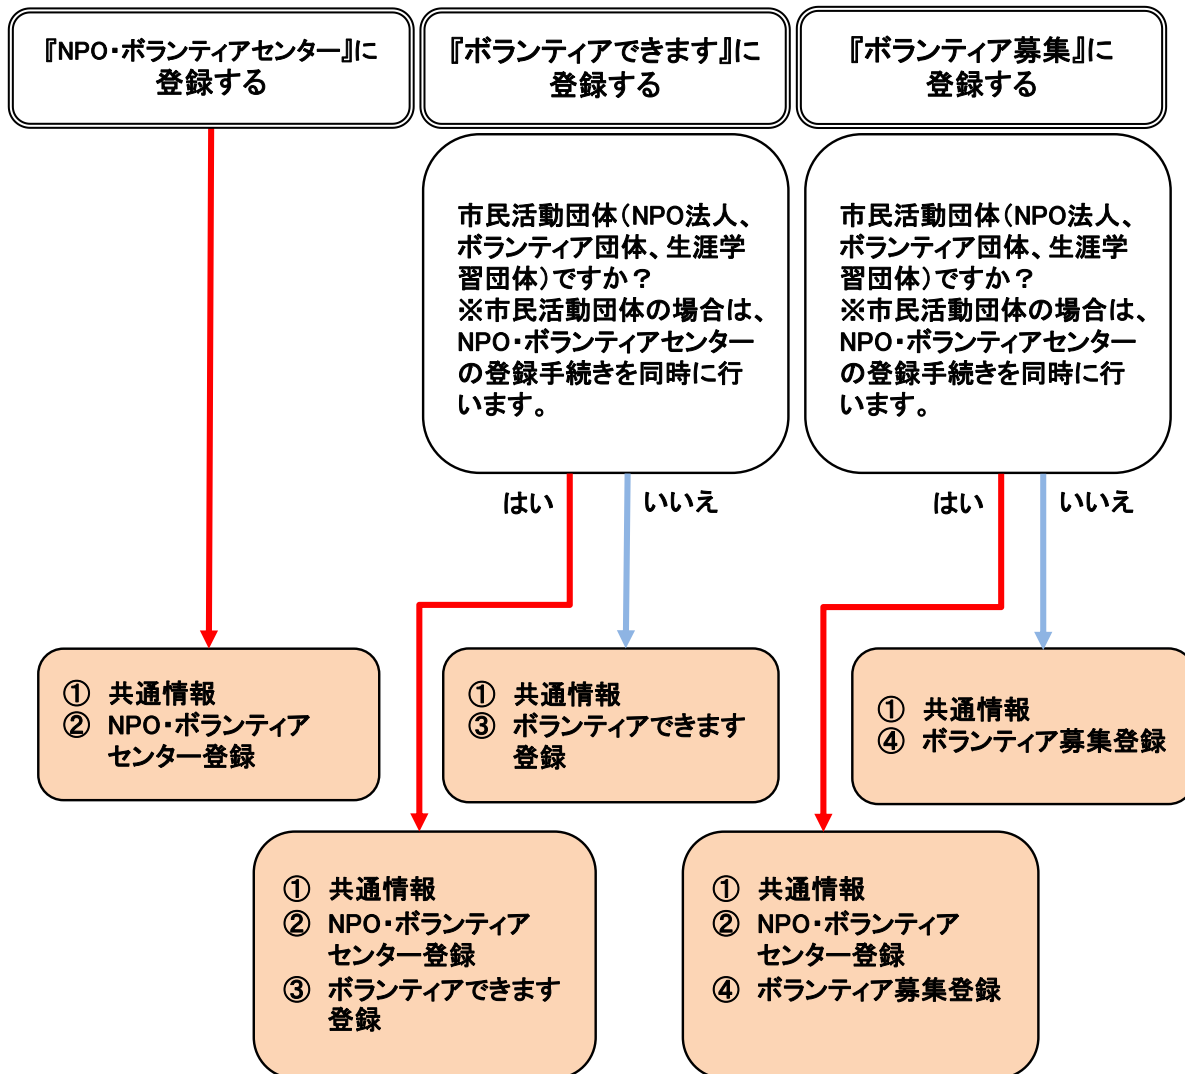 『NPO・ボランティアセンター』に
登録する
『ボランティアできます』に
登録する
『ボランティア募集』に
登録する
市民活動団体(NPO法人、
ボランティア団体、生涯学
習団体)ですか?
※市民活動団体の場合は、
NPO・ボランティアセンター
の登録手続きを同時に行
います。
市民活動団体(NPO法人、
ボランティア団体、生涯学
習団体)ですか?
※市民活動団体の場合は、
NPO・ボランティアセンター
の登録手続きを同時に行
います。
はい
いいえ
はい
いいえ
① 共通情報
② NPO・ボランティア
センター登録
① 共通情報
③ ボランティアできます
登録
① 共通情報
④ ボランティア募集登録
① 共通情報
② NPO・ボランティア
センター登録
③ ボランティアできます
登録
① 共通情報
② NPO・ボランティア
センター登録
④ ボランティア募集登録